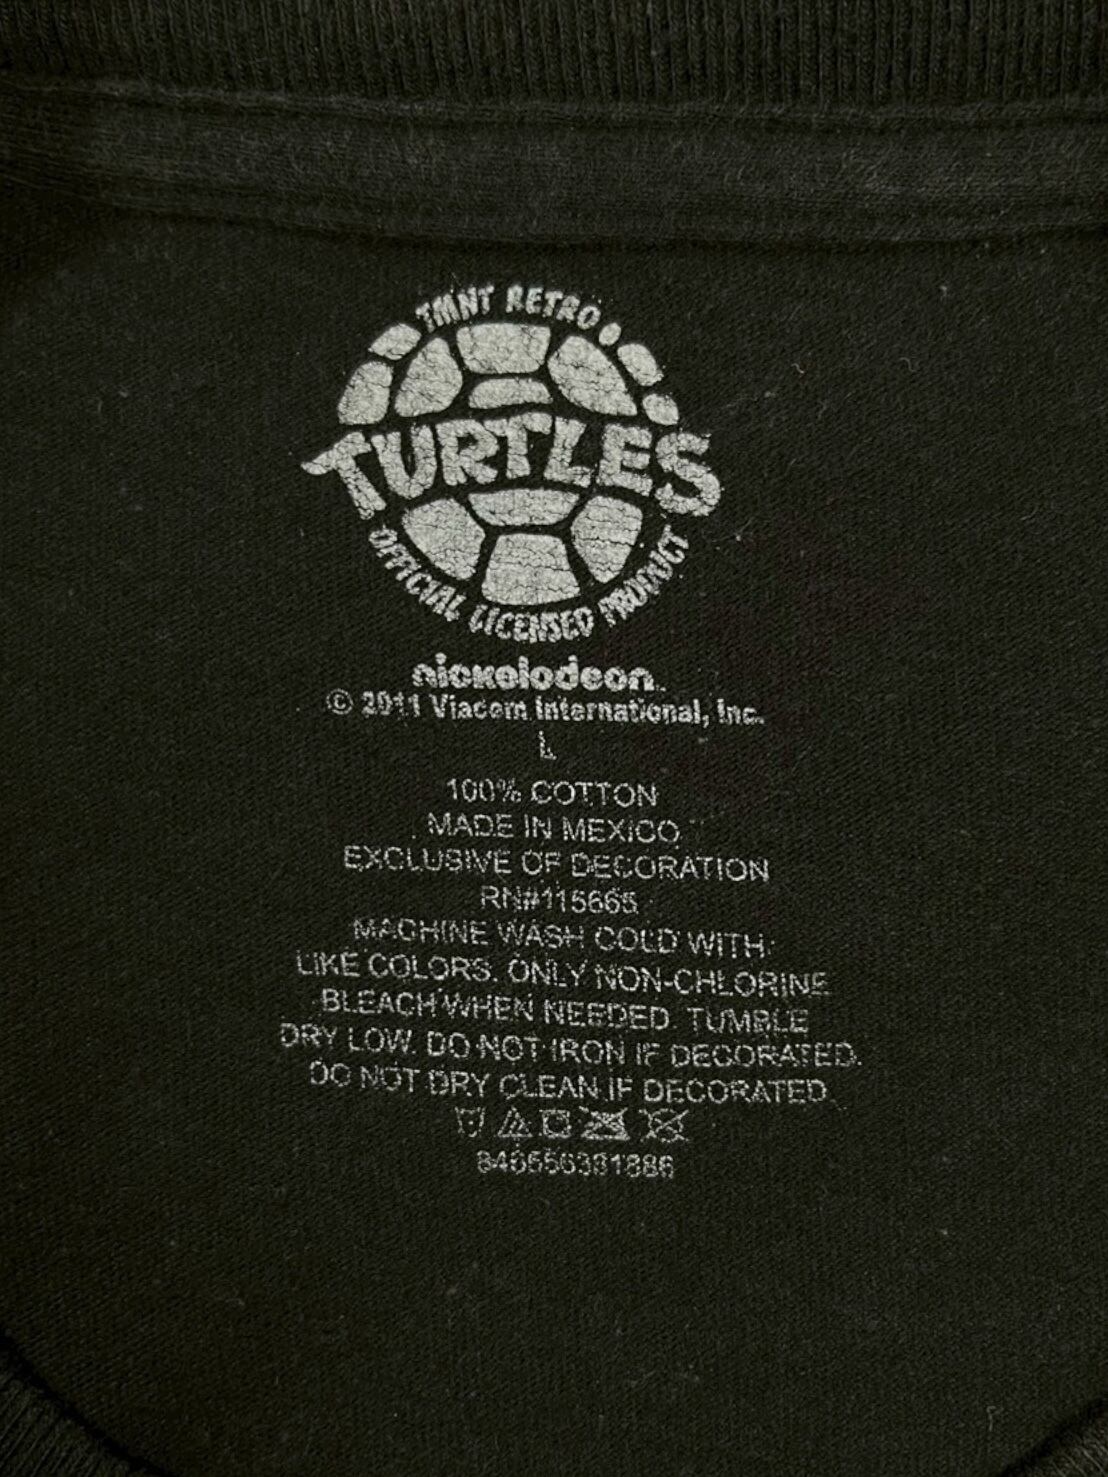 TMNT RETRO
TURTLES
OFFICIAL LICENSED PRODUCT
nickelodeon™
© 2011 Viacom International, Inc.
L
100% COTTON
MADE IN MEXICO
EXCLUSIVE OF DECORATION
RN#115665
MACHINE WASH COLD WITH
LIKE COLORS. ONLY NON-CHLORINE
BLEACH WHEN NEEDED. TUMBLE
DRY LOW. DO NOT IRON IF DECORATED.
DO NOT DRY CLEAN IF DECORATED.